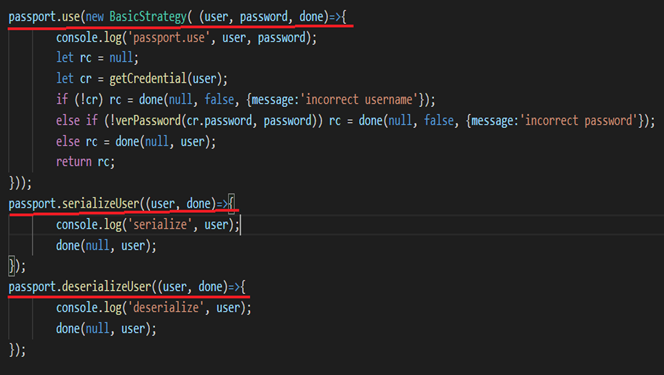 passport.use(new BasicStrategy( (user, password, done)=>{
console.log('passport.use', user, password);
let rc = null;
let cr = getCredential(user);
if (!cr) rc = done(null, false, {message:'incorrect username'});
else if (!verPassword(cr.password, password)) rc = done(null, false, {message:'incorrect password'});
else rc = done(null, user);
return rc;
}));
passport.serializeUser((user, done)=>{
console.log('serialize', user);
done(null, user);
});
passport.deserializeUser((user, done)=>{
console.log('deserialize', user);
done(null, user);
});